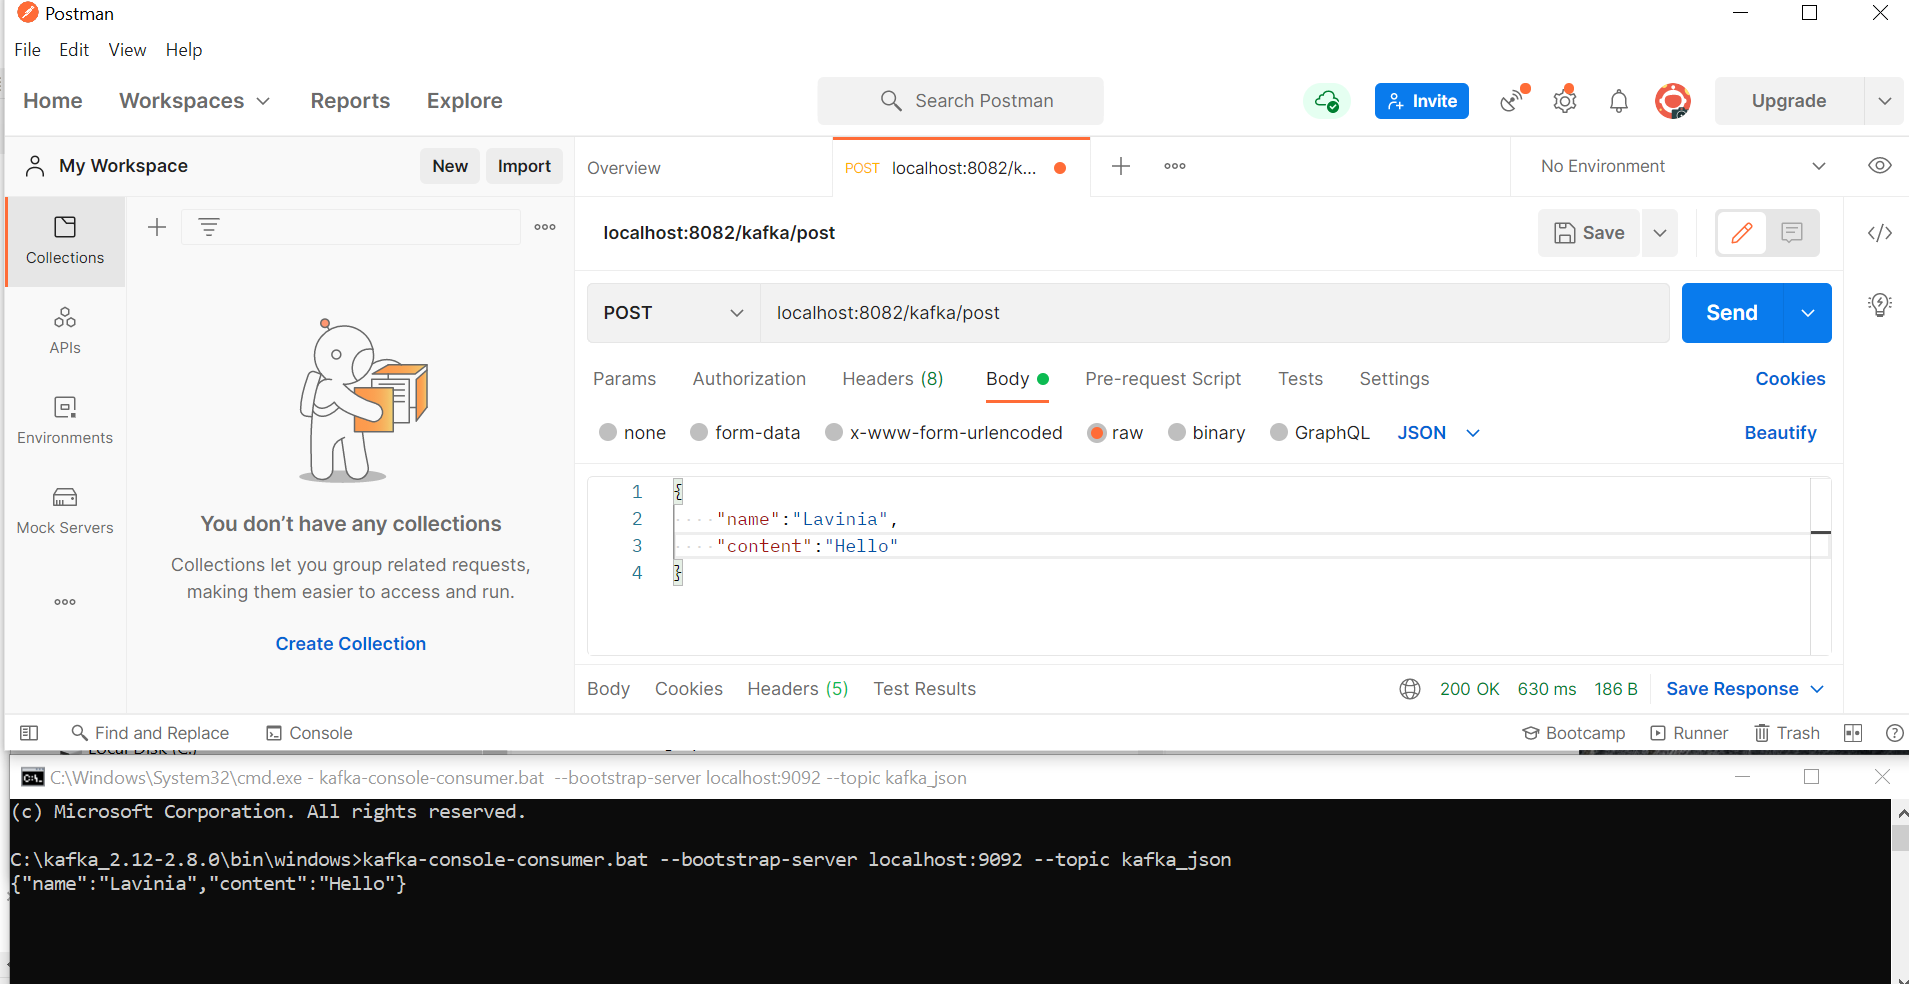 Postman
File Edit View Help
Home Workspaces Reports Explore Search Postman Invite Upgrade
My Workspace New Import Overview POST localhost:8082/k... No Environment
Collections
APIs
Environments
Mock Servers
You don’t have any collections
Collections let you group related requests,
making them easier to access and run.
Create Collection
localhost:8082/kafka/post Save
POST localhost:8082/kafka/post Send
Params Authorization Headers (8) Body Pre-request Script Tests Settings Cookies
none form-data x-www-form-urlencoded raw binary GraphQL JSON Beautify
1 {
2 "name":"Lavinia",
3 "content":"Hello"
4 }
Body Cookies Headers (5) Test Results 200 OK 630 ms 186 B Save Response
Find and Replace Console Bootcamp Runner Trash
Local Disk (C:)
C:\Windows\System32\cmd.exe - kafka-console-consumer.bat --bootstrap-server localhost:9092 --topic kafka_json
(c) Microsoft Corporation. All rights reserved.
C:\kafka_2.12-2.8.0\bin\windows>kafka-console-consumer.bat --bootstrap-server localhost:9092 --topic kafka_json
{"name":"Lavinia","content":"Hello"}